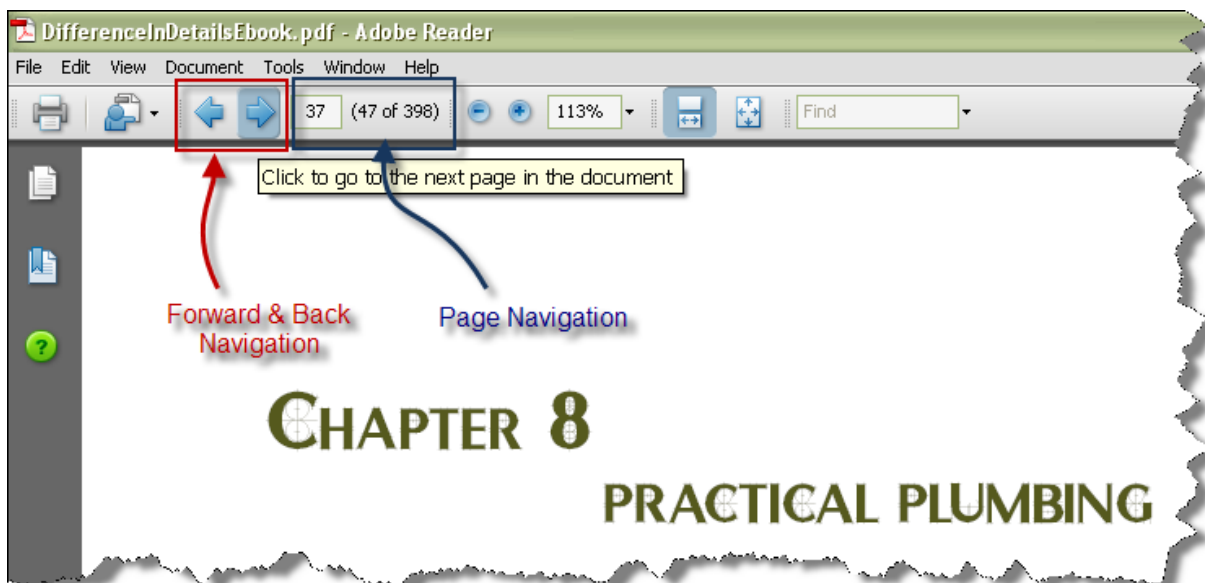 DifferenceInDetailsEbook.pdf - Adobe Reader
File Edit View Document Tools Window Help
37 (47 of 398) 113% Find
Click to go to the next page in the document
Forward & Back
Navigation
Page Navigation
CHAPTER 8
PRACTICAL PLUMBING